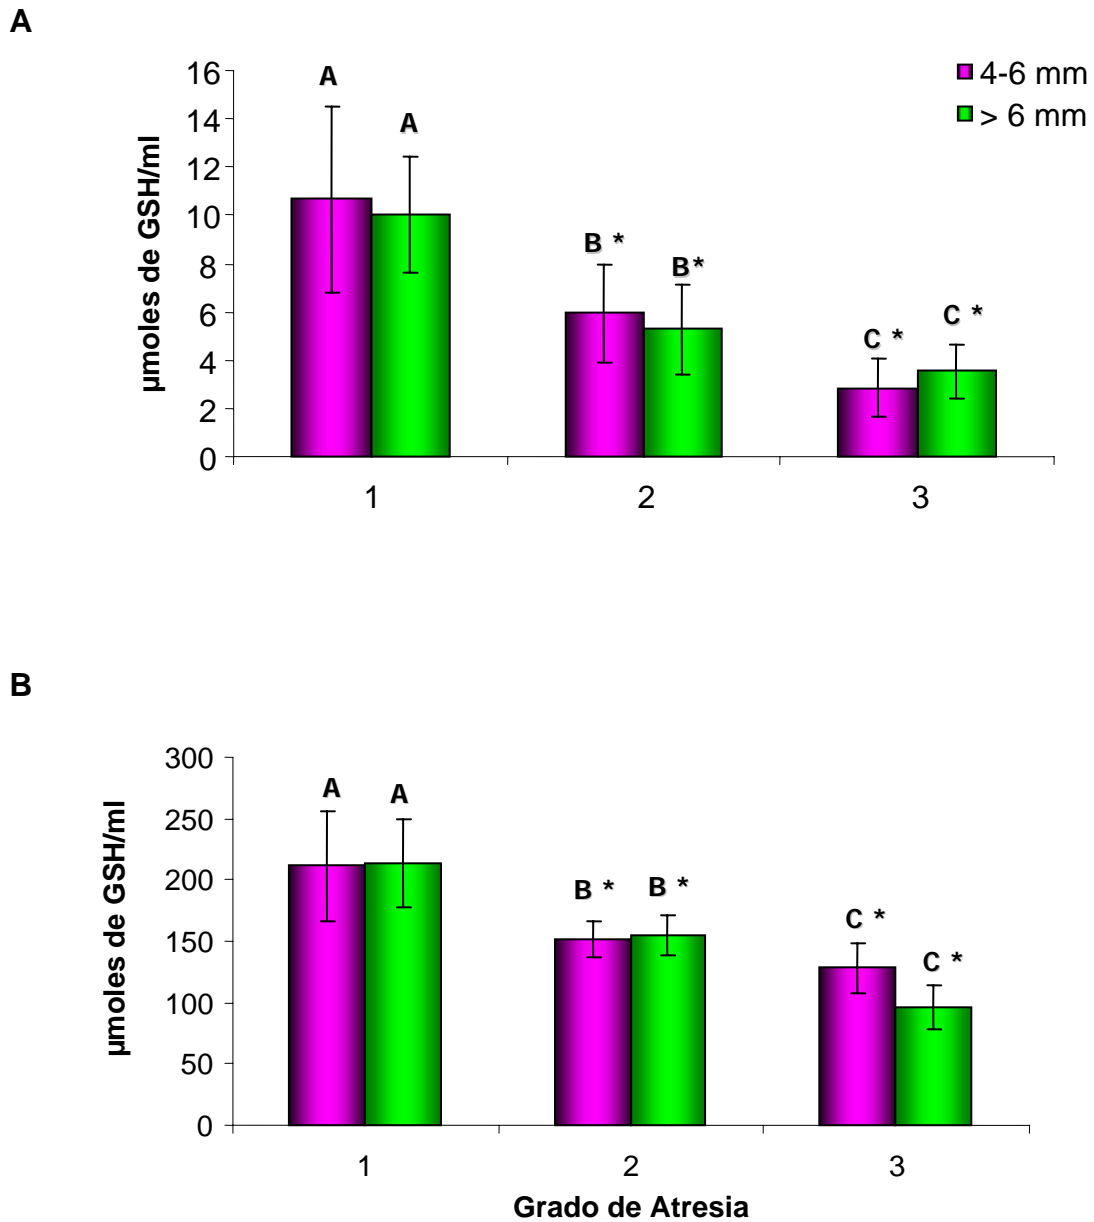 A
4-6 mm
> 6 mm
µmoles de GSH/ml
16
14
12
10
8
6
4
2
0
A
A
B *
B*
C *
C *
1 2 3
B
µmoles de GSH/ml
300
250
200
150
100
50
0
A
A
B *
B *
C *
C *
1 2 3
Grado de Atresia